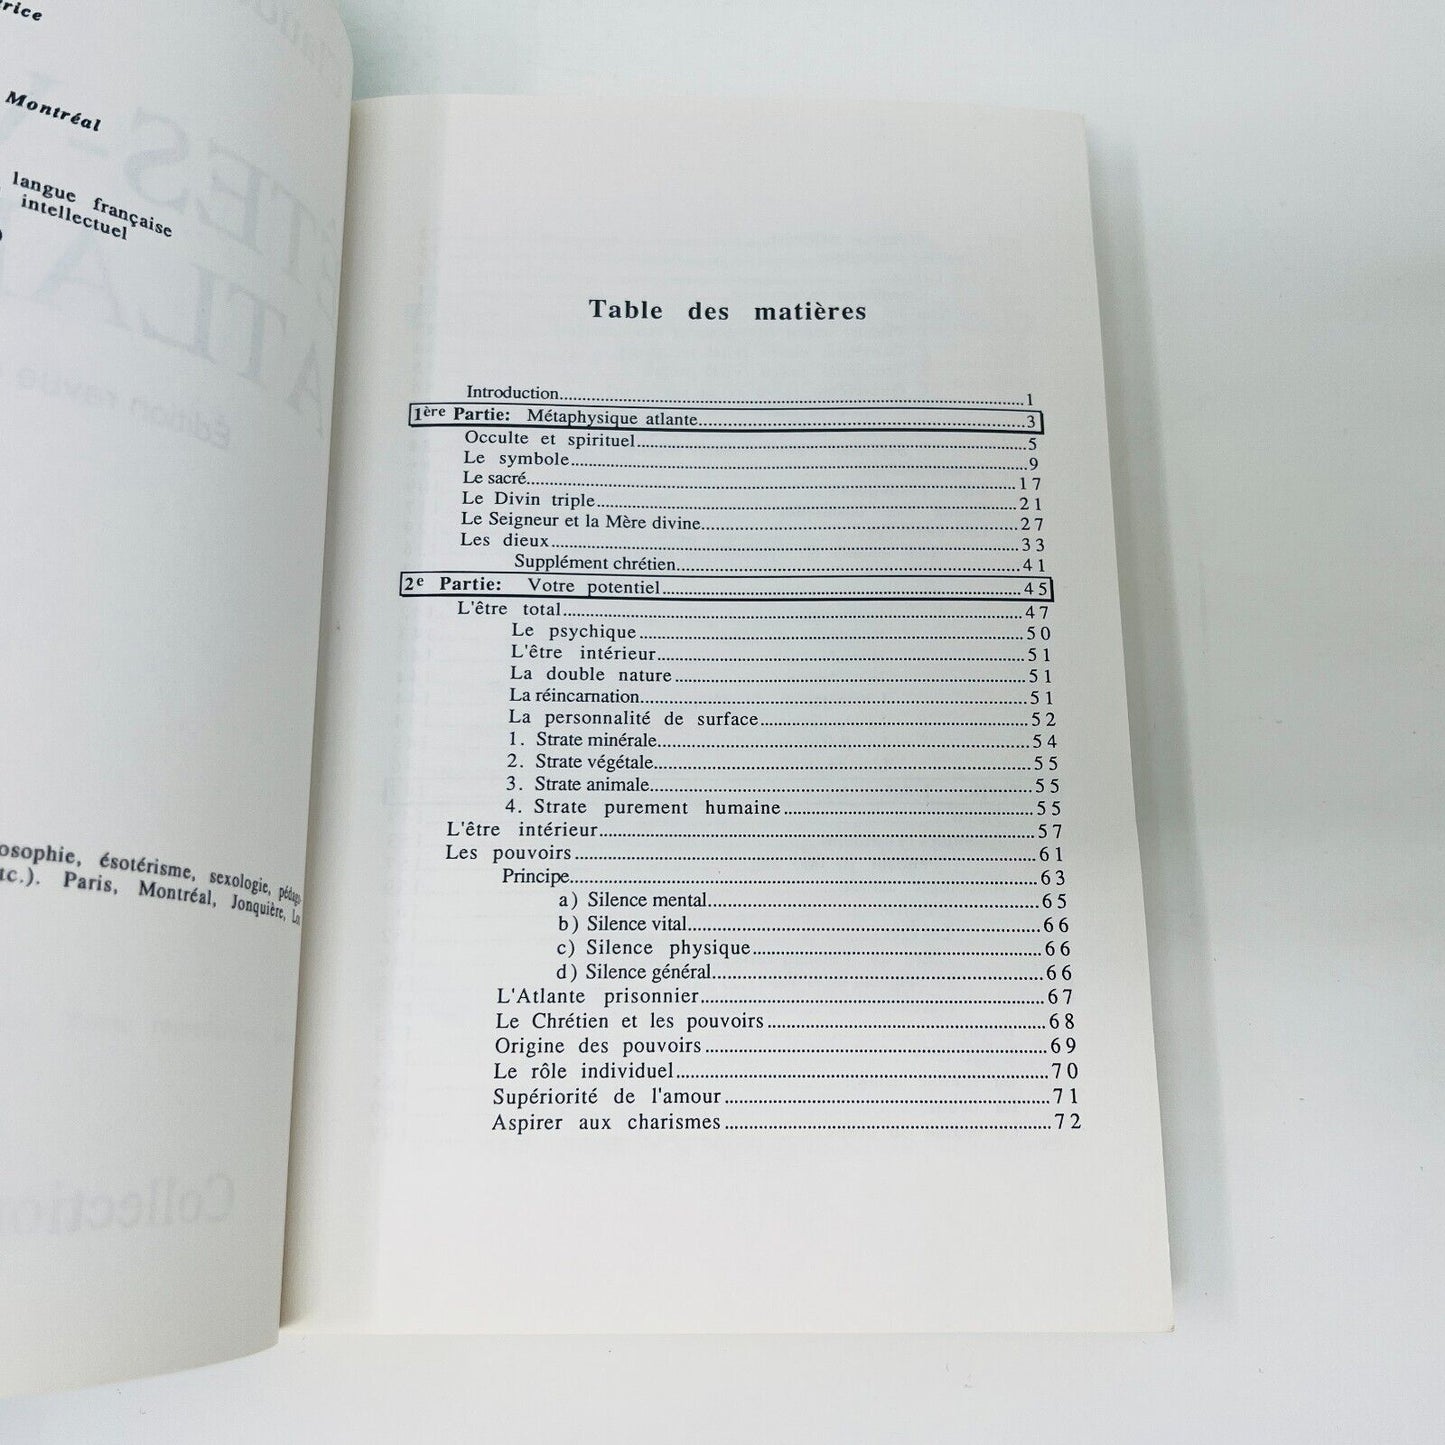 Montréal
langue française
intellectuel
osophie, ésotérisme, sexologie,
tc.). Paris, Montréal, Jonquière,
Table des matières
Introduction 1
1ère Partie: Métaphysique atlante 3
Occulte et spirituel 5
Le symbole 9
Le sacré 17
Le Divin triple 21
Le Seigneur et la Mère divine 27
Les dieux 33
Supplément chrétien 41
2e Partie: Votre potentiel 45
L'être total 47
Le psychique 50
L'être intérieur 51
La double nature 51
La réincarnation 51
La personnalité de surface 52
1. Strate minérale 54
2. Strate végétale 55
3. Strate animale 55
4. Strate purement humaine 55
L'être intérieur 57
Les pouvoirs 61
Principe 63
a) Silence mental 65
b) Silence vital 66
c) Silence physique 66
d) Silence général 66
L'Atlante prisonnier 67
Le Chrétien et les pouvoirs 68
Origine des pouvoirs 69
Le rôle individuel 70
Supériorité de l'amour 71
Aspirer aux charismes 72